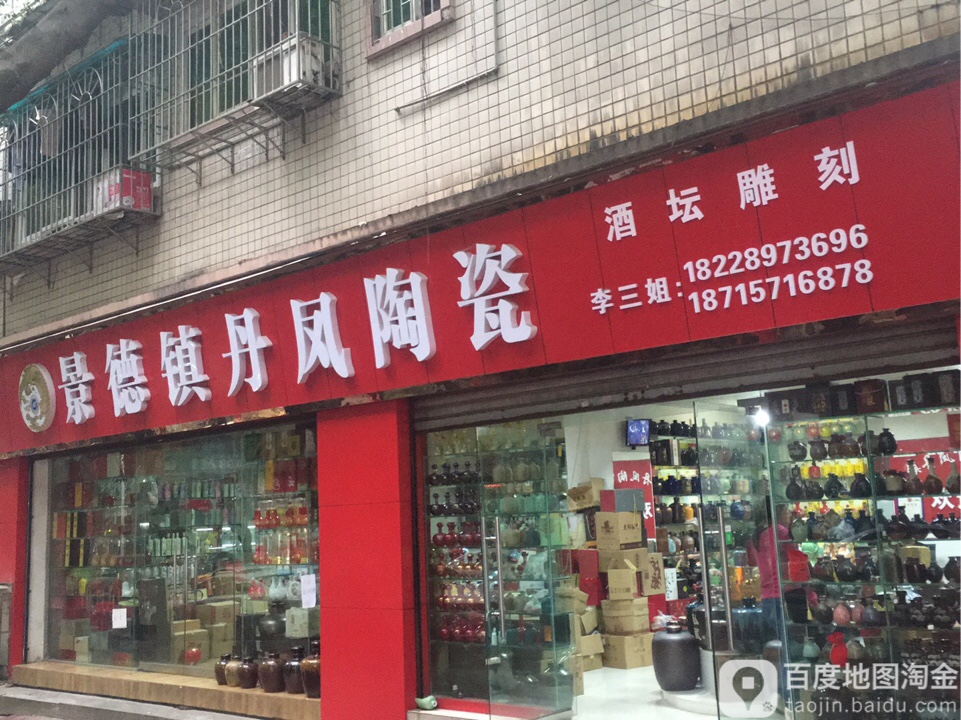 景德镇丹凤陶瓷
酒坛雕刻
李三姐:18228973696
18715716878
百度地图淘金
taojin.baidu.com